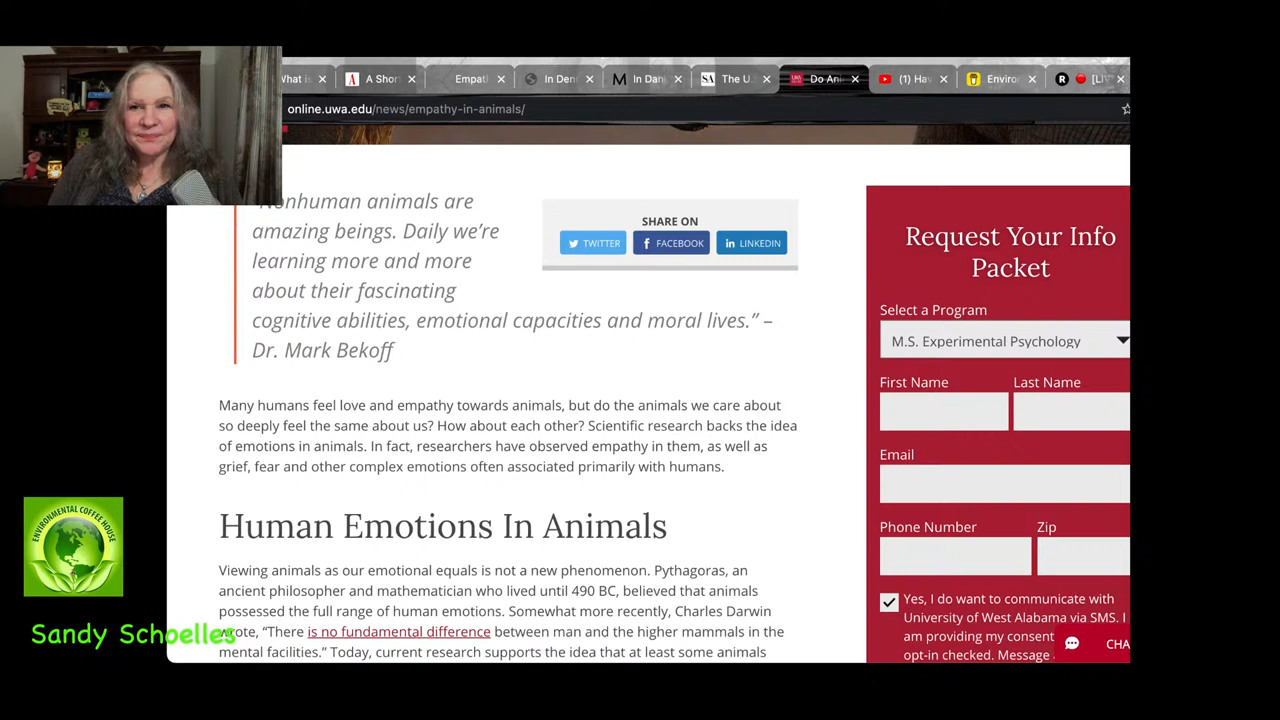 What is
A Short
Empatl
In Den
In Dani
The U.
Do Ani
(1) Hav
Enviro
[LI
online.uwa.edu/news/empathy-in-animals/
"Nonhuman animals are
amazing beings. Daily we're
learning more and more
about their fascinating
cognitive abilities, emotional capacities and moral lives." –
Dr. Mark Bekoff
SHARE ON
TWITTER
FACEBOOK
LINKEDIN
Many humans feel love and empathy towards animals, but do the animals we care about
so deeply feel the same about us? How about each other? Scientific research backs the idea
of emotions in animals. In fact, researchers have observed empathy in them, as well as
grief, fear and other complex emotions often associated primarily with humans.
Human Emotions In Animals
Viewing animals as our emotional equals is not a new phenomenon. Pythagoras, an
ancient philosopher and mathematician who lived until 490 BC, believed that animals
possessed the full range of human emotions. Somewhat more recently, Charles Darwin
wrote, "There is no fundamental difference between man and the higher mammals in the
mental facilities." Today, current research supports the idea that at least some animals
Request Your Info
Packet
Select a Program
M.S. Experimental Psychology
First Name
Last Name
Email
Phone Number
Zip
Yes, I do want to communicate with
University of West Alabama via SMS. I
am providing my consent
opt-in checked. Message
CHA
ENVIRONMENTAL COFFEE HOUSE
Sandy Schoelles